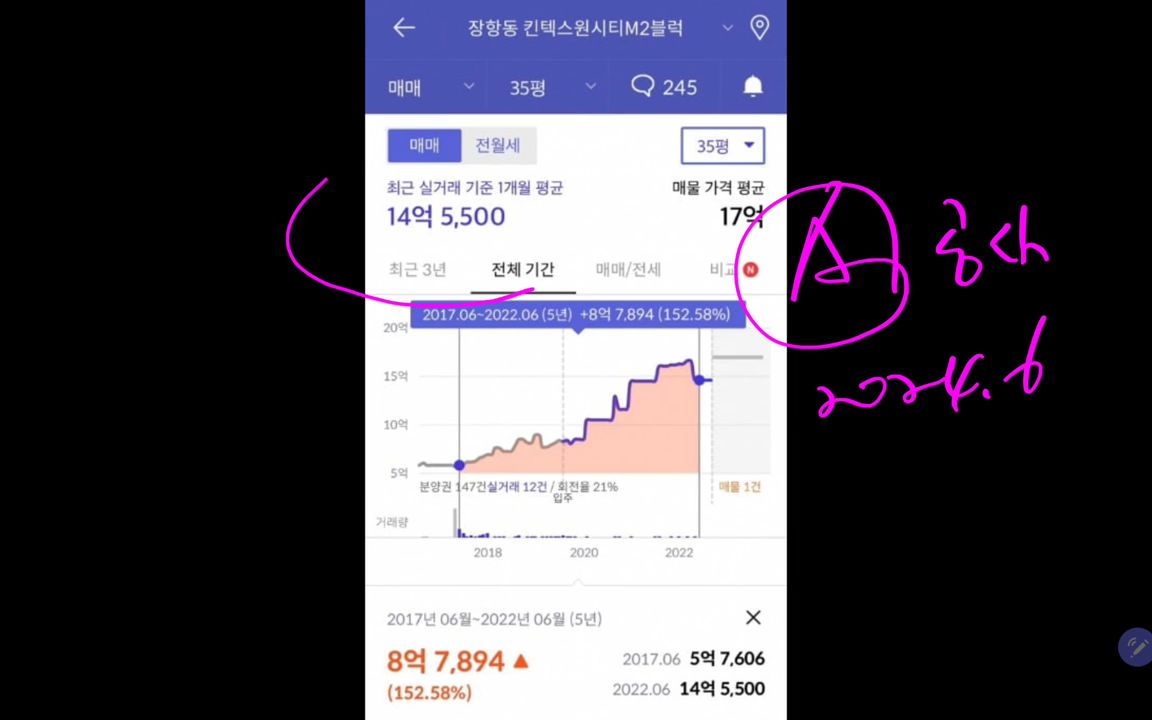 장항동 킨텍스원시티M2블럭
매매 35평 245
매매 전월세 35평
최근 실거래 기준 1개월 평균 매물 가격 평균
14억 5,500 17억
최근 3년 전체 기간 매매/전세 비교 N
2017.06~2022.06 (5년) +8억 7,894 (152.58%)
20억
15억
10억
5억
분양권 147건실거래 12건 / 회전율 21%
입주
매물 1건
거래량
2018 2020 2022
2017년 06월~2022년 06월 (5년)
8억 7,894 ▲ 2017.06 5억 7,606
(152.58%) 2022.06 14억 5,500
2024.6